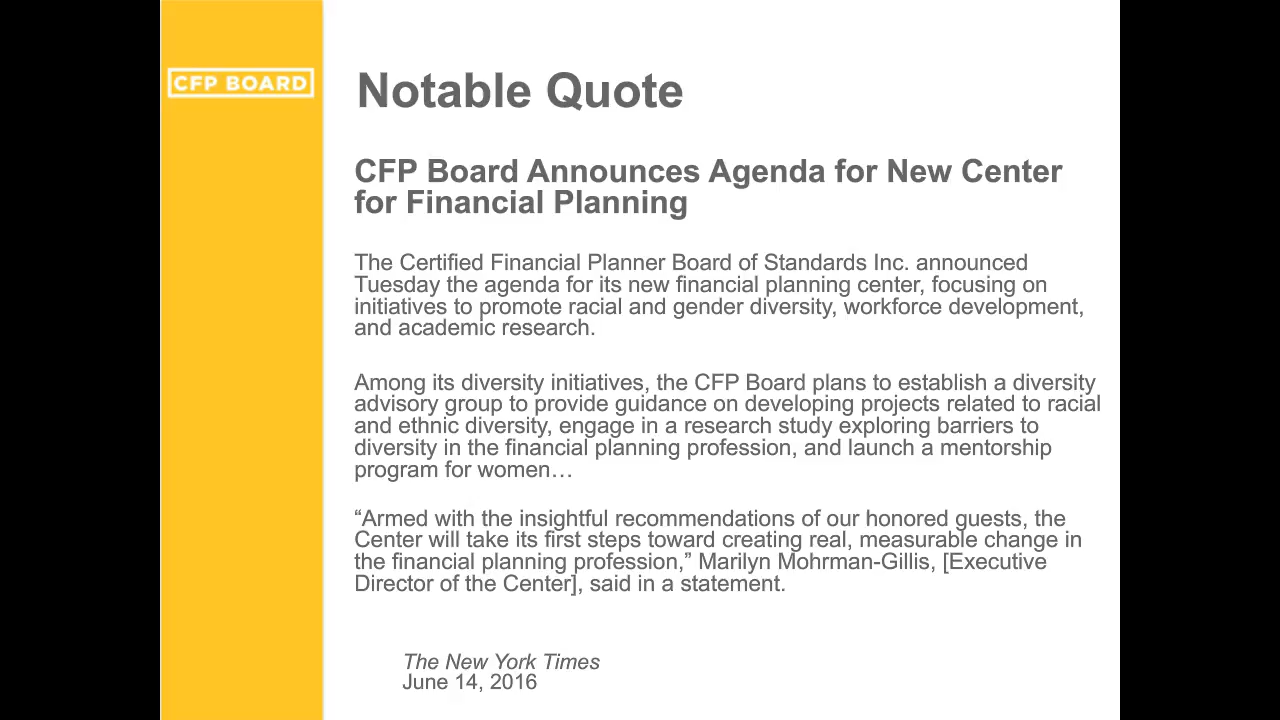 CFP BOARD
Notable Quote
CFP Board Announces Agenda for New Center
for Financial Planning
The Certified Financial Planner Board of Standards Inc. announced
Tuesday the agenda for its new financial planning center, focusing on
initiatives to promote racial and gender diversity, workforce development,
and academic research.
Among its diversity initiatives, the CFP Board plans to establish a diversity
advisory group to provide guidance on developing projects related to racial
and ethnic diversity, engage in a research study exploring barriers to
diversity in the financial planning profession, and launch a mentorship
program for women…
“Armed with the insightful recommendations of our honored guests, the
Center will take its first steps toward creating real, measurable change in
the financial planning profession,” Marilyn Mohrman-Gillis, [Executive
Director of the Center], said in a statement.
The New York Times
June 14, 2016